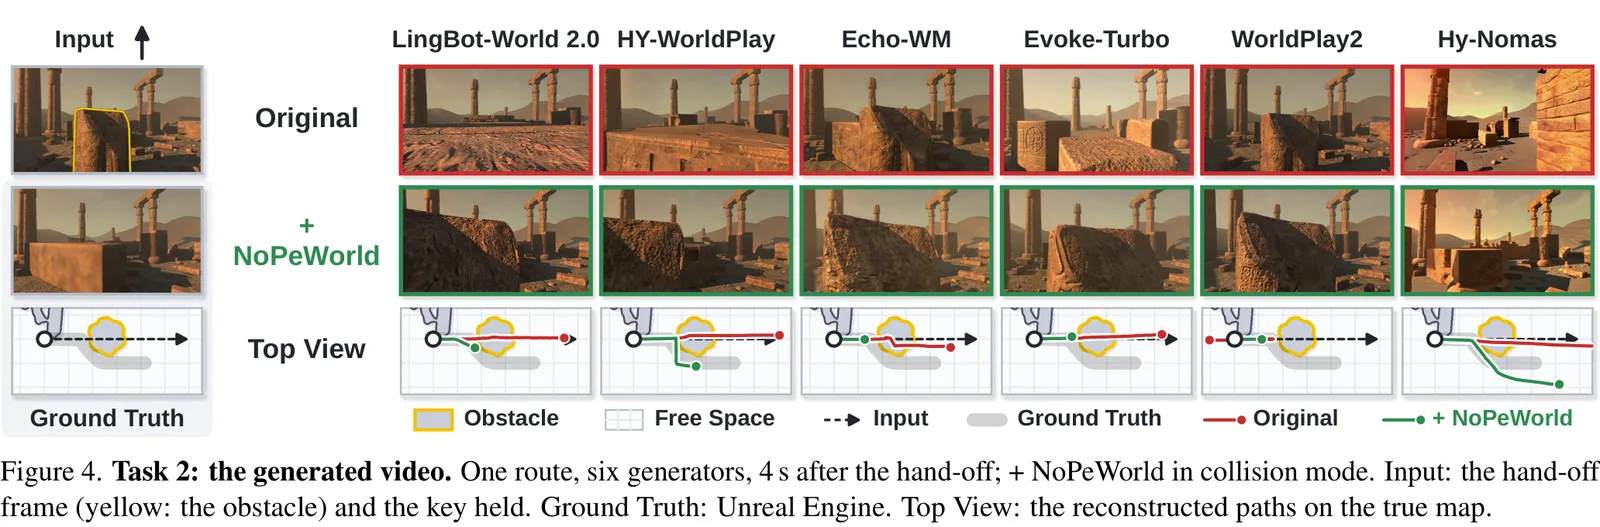 Input
LingBot-World 2.0 HY-WorldPlay Echo-WM Evoke-Turbo WorldPlay2 Hy-Nomas
Original
+
NoPeWorld
Top View
Ground Truth
Obstacle Free Space Input Ground Truth Original + NoPeWorld
Figure 4. Task 2: the generated video. One route, six generators, 4 s after the hand-off; + NoPeWorld in collision mode. Input: the hand-off
frame (yellow: the obstacle) and the key held. Ground Truth: Unreal Engine. Top View: the reconstructed paths on the true map.